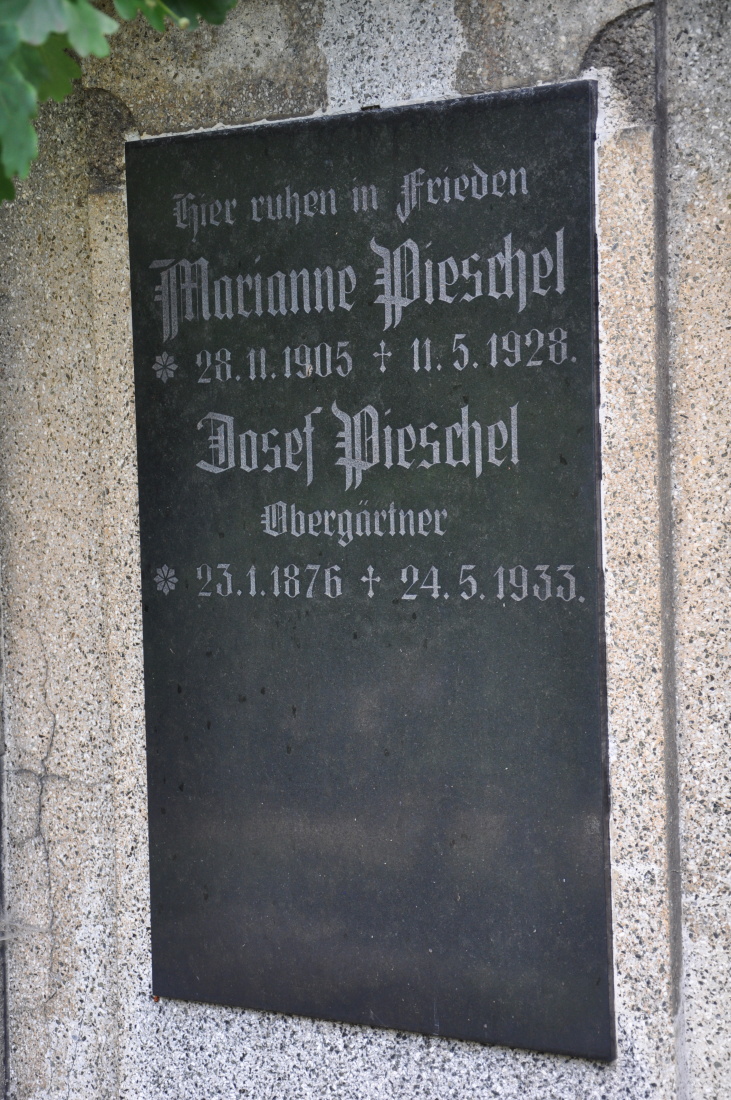 Hier ruhen in Frieden
Marianne Pieschel
* 28.11.1905 † 11.5.1928.
Josef Pieschel
Obergärtner
* 23.1.1876 † 24.5.1933.